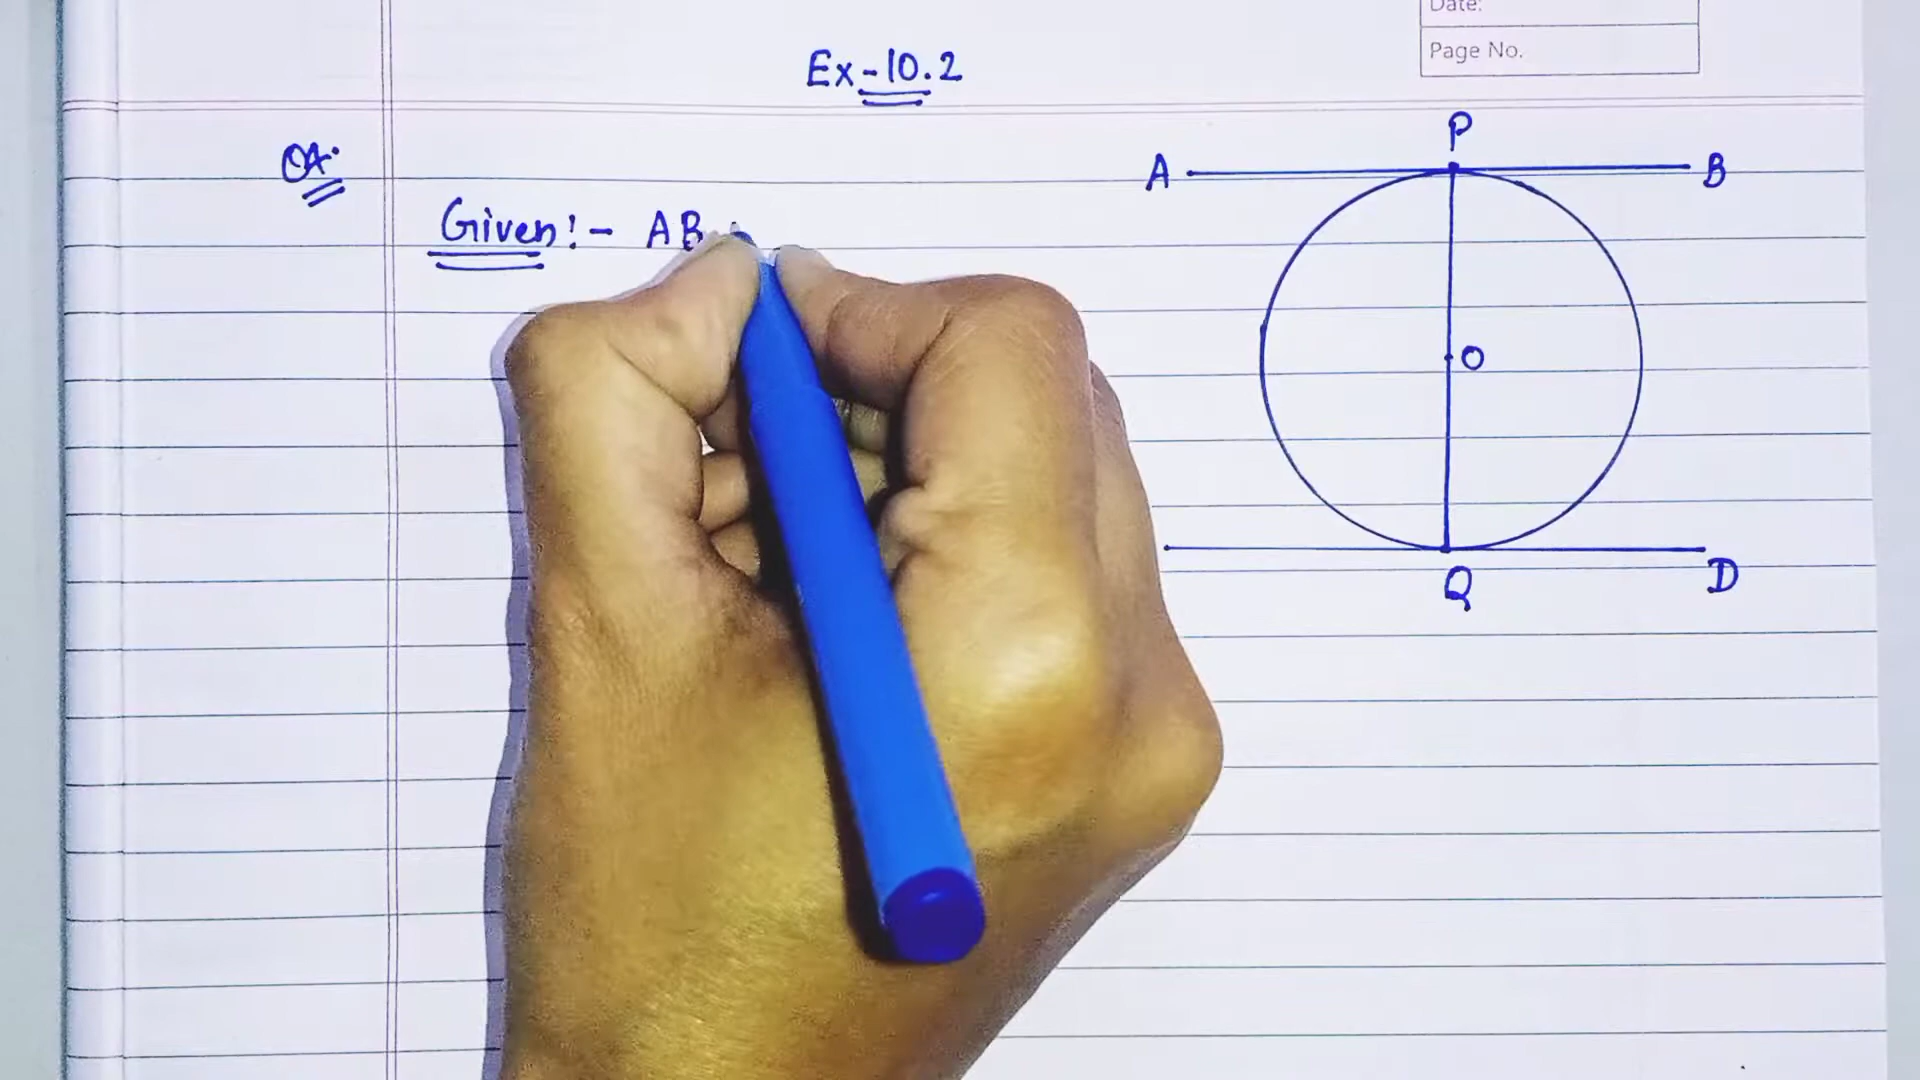 Date:
Page No.
Ex-10.2
Q4.
Given:- AB
P
A
B
O
Q
D